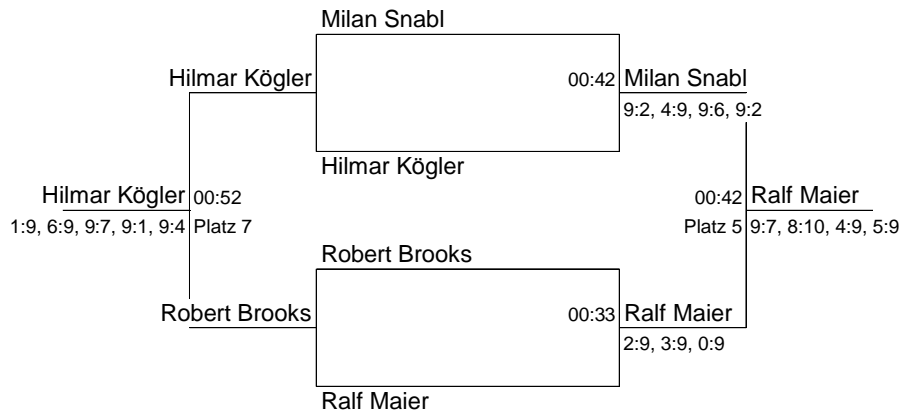 Milan Snabl
Hilmar Kögler 00:42 Milan Snabl
9:2, 4:9, 9:6, 9:2
Hilmar Kögler
Hilmar Kögler 00:52 00:42 Ralf Maier
1:9, 6:9, 9:7, 9:1, 9:4 Platz 7 Platz 5 9:7, 8:10, 4:9, 5:9
Robert Brooks
Robert Brooks 00:33 Ralf Maier
2:9, 3:9, 0:9
Ralf Maier